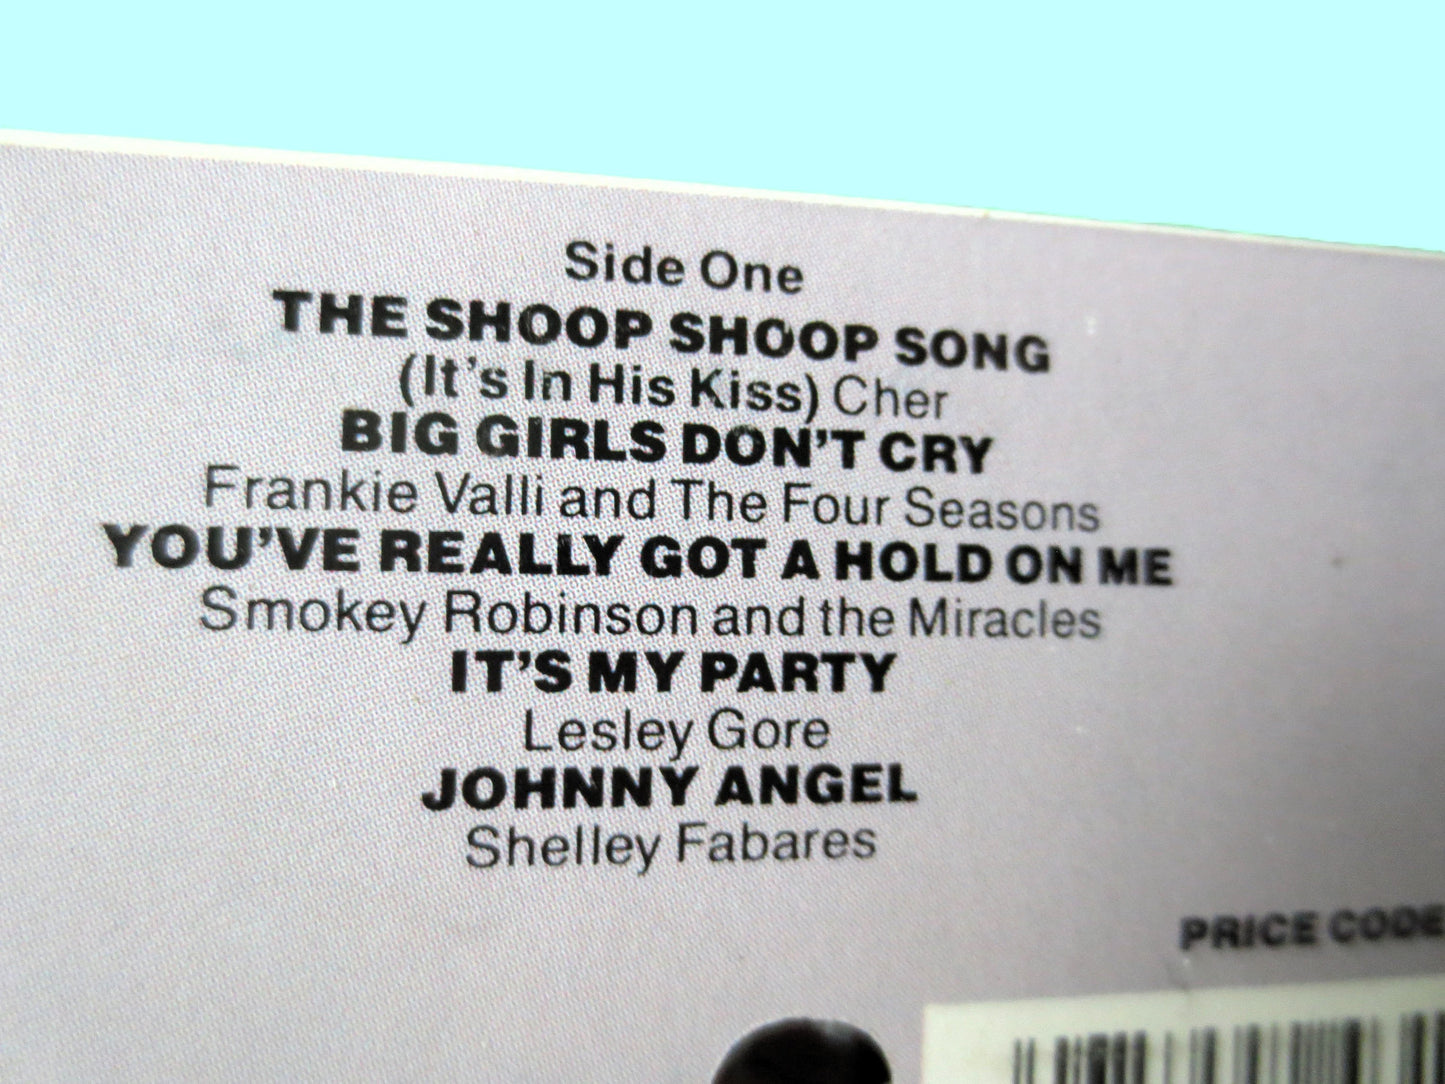 Side One
THE SHOOP SHOOP SONG
(It's In His Kiss) Cher
BIG GIRLS DON'T CRY
Frankie Valli and The Four Seasons
YOU'VE REALLY GOT A HOLD ON ME
Smokey Robinson and the Miracles
IT'S MY PARTY
Lesley Gore
JOHNNY ANGEL
Shelley Fabares
PRICE CODE